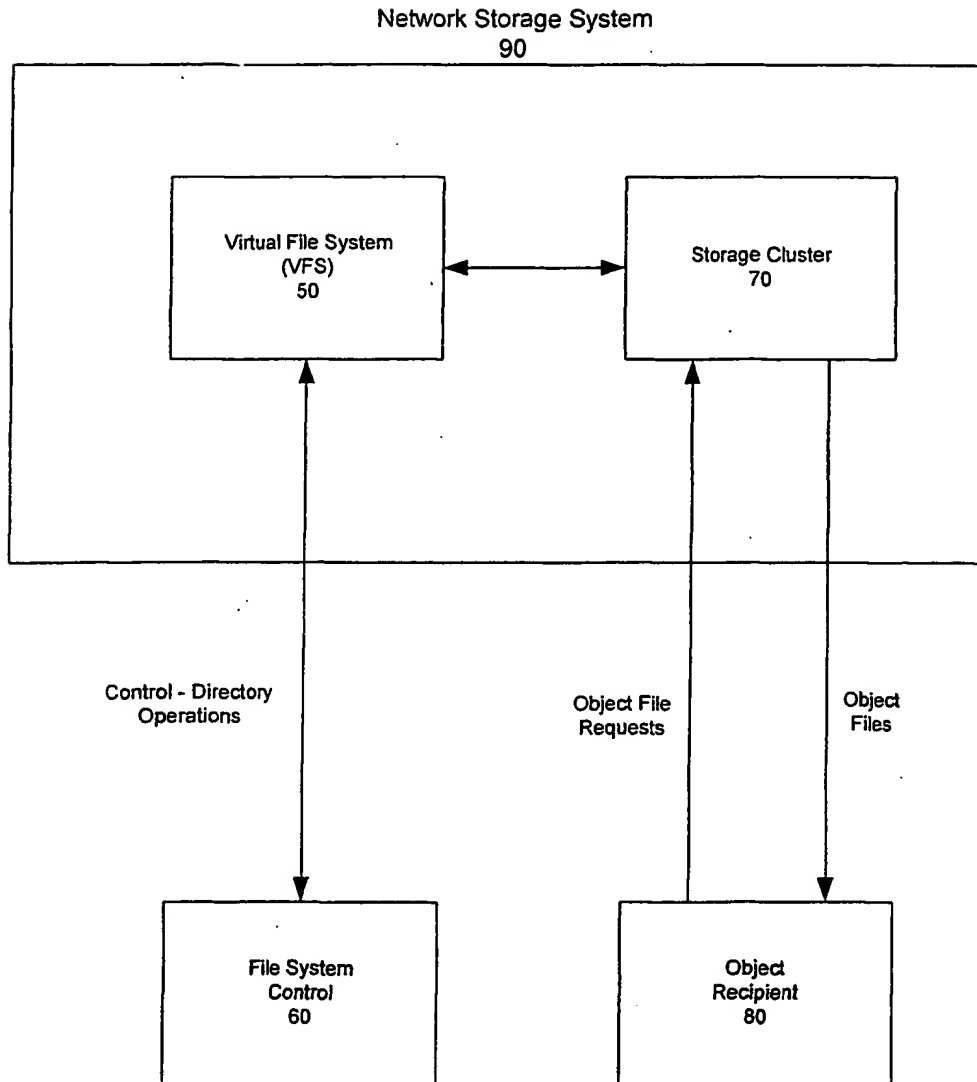 Network Storage System
90
Virtual File System
(VFS)
50
Storage Cluster
70
Control - Directory
Operations
Object File
Requests
Object
Files
File System
Control
60
Object
Recipient
80